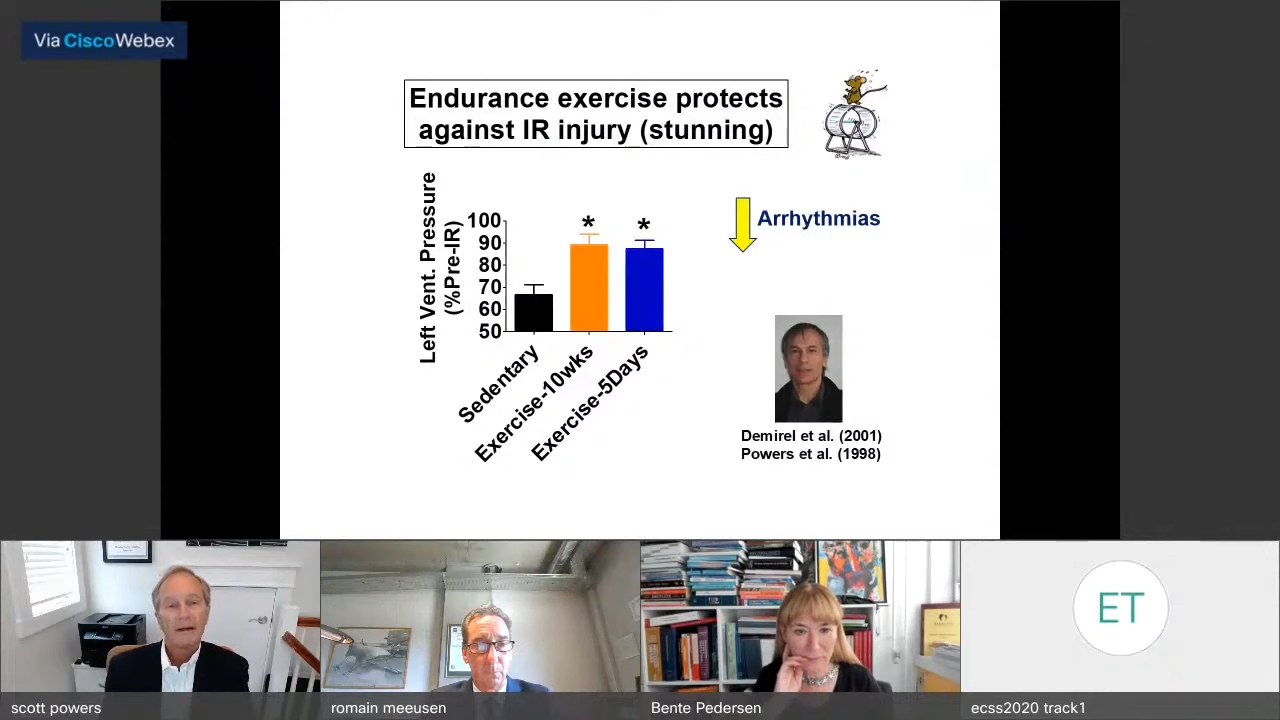 Via Cisco Webex
Endurance exercise protects
against IR injury (stunning)
Left Vent. Pressure
(%Pre-IR)
100
90
80
70
60
50
*
*
Sedentary
Exercise-10wks
Exercise-5Days
Arrhythmias
Demirel et al. (2001)
Powers et al. (1998)
ET
scott powers
romain meeusen
Bente Pedersen
ecss2020 track1